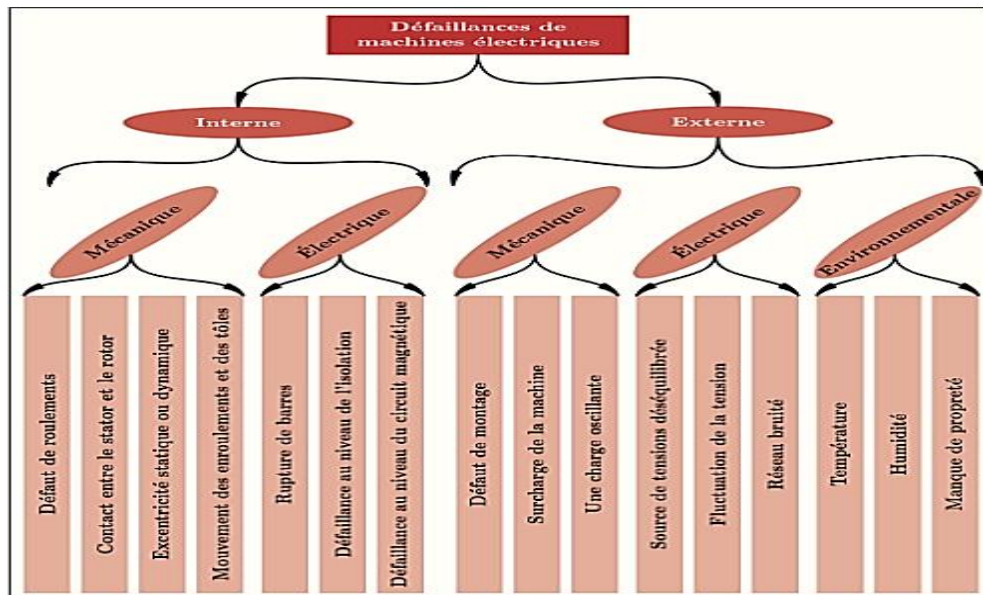 Défaillances de
machines électriques
Interne
Externe
Mécanique
Électrique
Mécanique
Électrique
Environnementale
Défaut de roulements
Contact entre le stator et le rotor
Excentricité statique ou dynamique
Mouvement des enroulements et des tôles
Rupture de barres
Défaillance au niveau de l'isolation
Défaillance au niveau du circuit magnétique
Défaut de montage
Surcharge de la machine
Une charge oscillante
Source de tensions déséquilibrée
Fluctuation de la tension
Réseau bruité
Température
Humidité
Manque de propreté